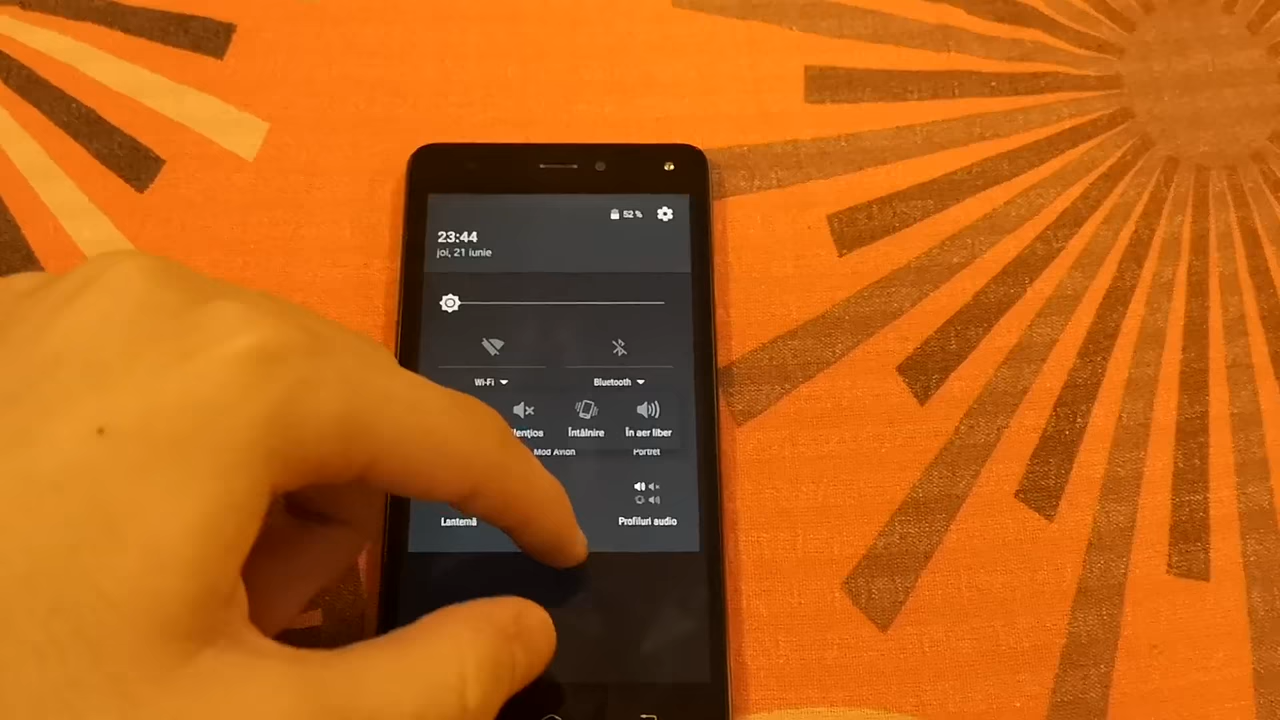 52 %
23:44
joi, 21 iunie
Wi-Fi Bluetooth
Întâlnire În aer liber
Mod Avion Portret
Lanternă Profiluri audio